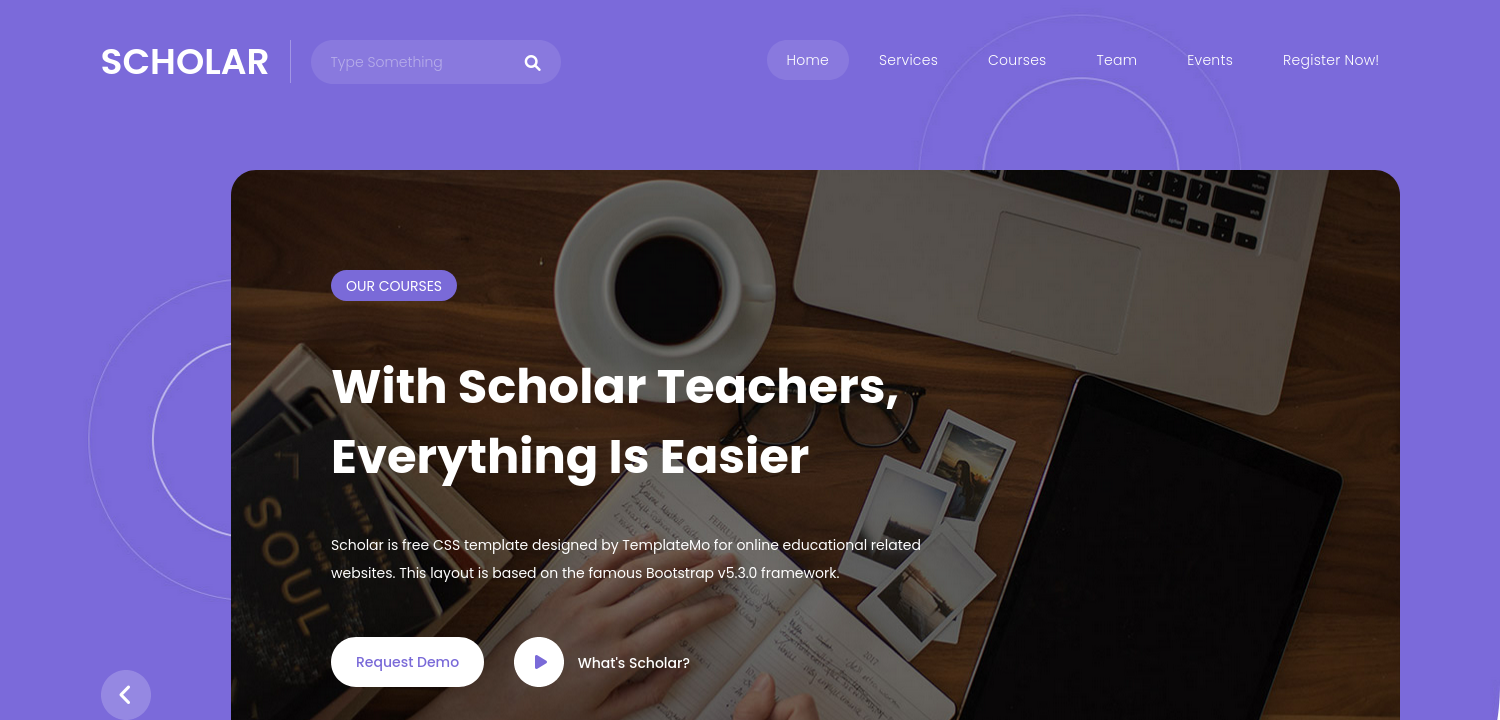 SCHOLAR
Type Something
Home
Services
Courses
Team
Events
Register Now!
OUR COURSES
With Scholar Teachers,
Everything Is Easier
Scholar is free CSS template designed by TemplateMo for online educational related
websites. This layout is based on the famous Bootstrap v5.3.0 framework.
Request Demo
What's Scholar?
SOUL